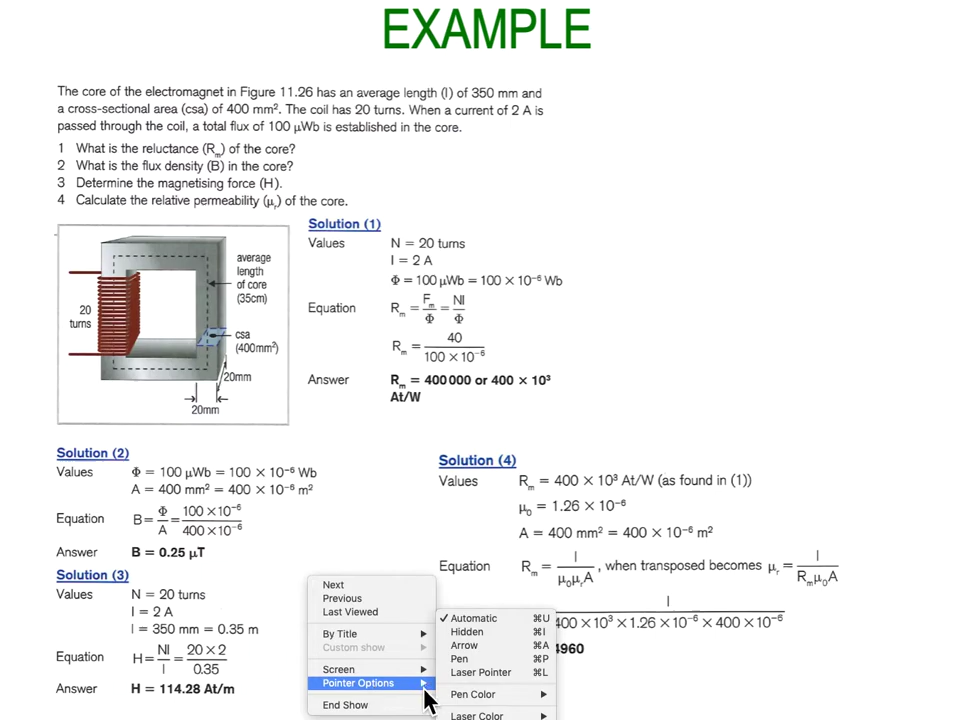 EXAMPLE
The core of the electromagnet in Figure 11.26 has an average length (l) of 350 mm and
a cross-sectional area (csa) of 400 mm². The coil has 20 turns. When a current of 2 A is
passed through the coil, a total flux of 100 μWb is established in the core.
1 What is the reluctance (Rₘ) of the core?
2 What is the flux density (B) in the core?
3 Determine the magnetising force (H).
4 Calculate the relative permeability (μᵣ) of the core.
20
turns
average
length
of core
(35cm)
csa
(400mm²)
20mm
20mm
Solution (1)
Values N = 20 turns
I = 2 A
Φ = 100 μWb = 100 × 10⁻⁶ Wb
Equation Rₘ = Fₘ/Φ = NI/Φ
Rₘ = 40/100 × 10⁻⁶
Answer Rₘ = 400 000 or 400 × 10³
At/W
Solution (2)
Values Φ = 100 μWb = 100 × 10⁻⁶ Wb
A = 400 mm² = 400 × 10⁻⁶ m²
Equation B = Φ/A = 100 × 10⁻⁶/400 × 10⁻⁶
Answer B = 0.25 μT
Solution (3)
Values N = 20 turns
I = 2 A
l = 350 mm = 0.35 m
Equation H = NI/l = 20 × 2/0.35
Answer H = 114.28 At/m
Solution (4)
Values Rₘ = 400 × 10³ At/W (as found in (1))
μ₀ = 1.26 × 10⁻⁶
A = 400 mm² = 400 × 10⁻⁶ m²
Equation Rₘ = l/μ₀μᵣA , when transposed becomes μᵣ = l/Rₘμ₀A
l/400 × 10³ × 1.26 × 10⁻⁶ × 400 × 10⁻⁶
4960
Next
Previous
Last Viewed
By Title
Custom show
Screen
Pointer Options
End Show
✓ Automatic ⌘U
Hidden ⌘I
Arrow ⌘A
Pen ⌘P
Laser Pointer ⌘L
Pen Color
Laser Color